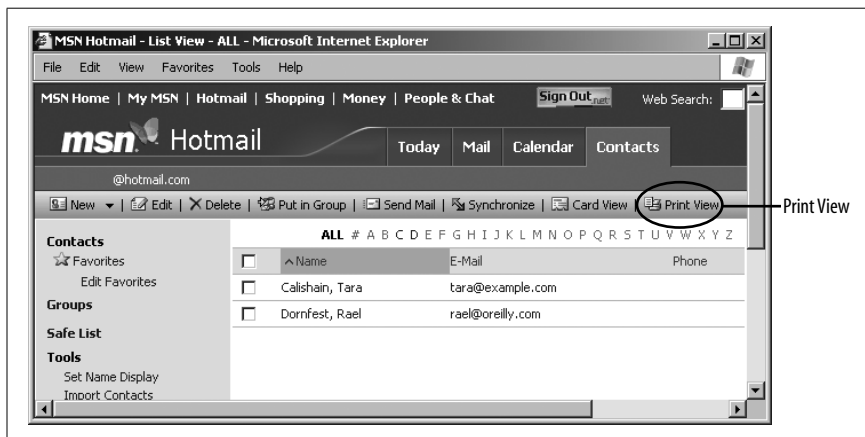 MSN Hotmail - List View - ALL - Microsoft Internet Explorer
File Edit View Favorites Tools Help
MSN Home | My MSN | Hotmail | Shopping | Money | People & Chat Sign Out.net Web Search:
msn Hotmail Today Mail Calendar Contacts
@hotmail.com
New | Edit | Delete | Put in Group | Send Mail | Synchronize | Card View | Print View
Print View
Contacts
Favorites
Edit Favorites
Groups
Safe List
Tools
Set Name Display
Import Contacts
ALL # A B C D E F G H I J K L M N O P Q R S T U V W X Y Z
Name E-Mail Phone
Calishain, Tara tara@example.com
Dornfest, Rael rael@oreilly.com